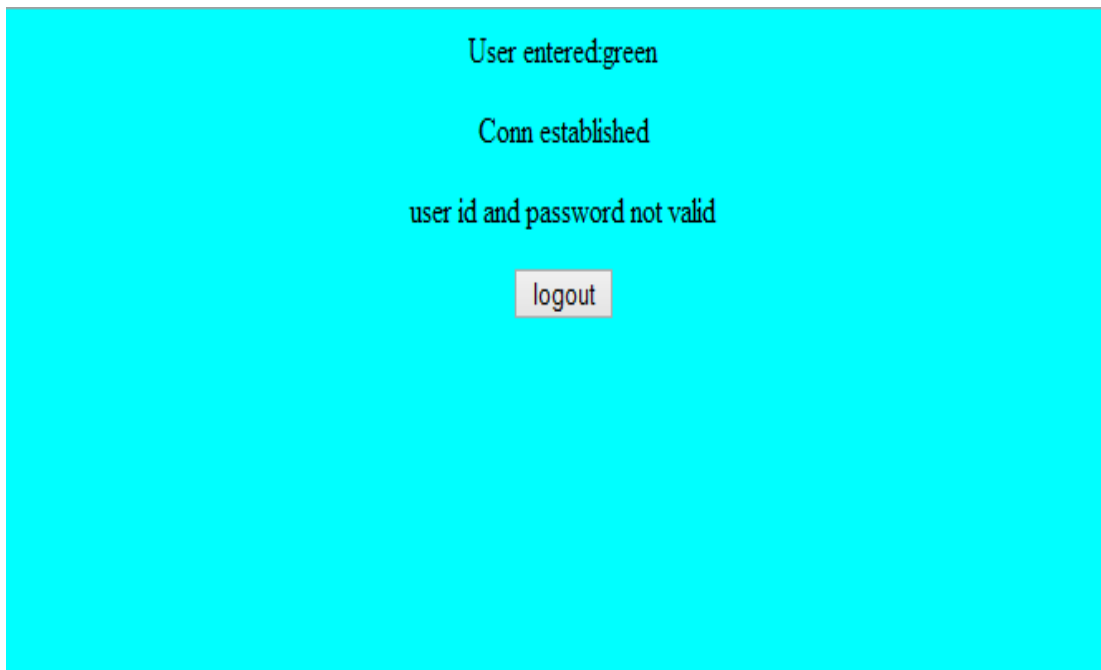 User entered:green
Conn established
user id and password not valid
logout